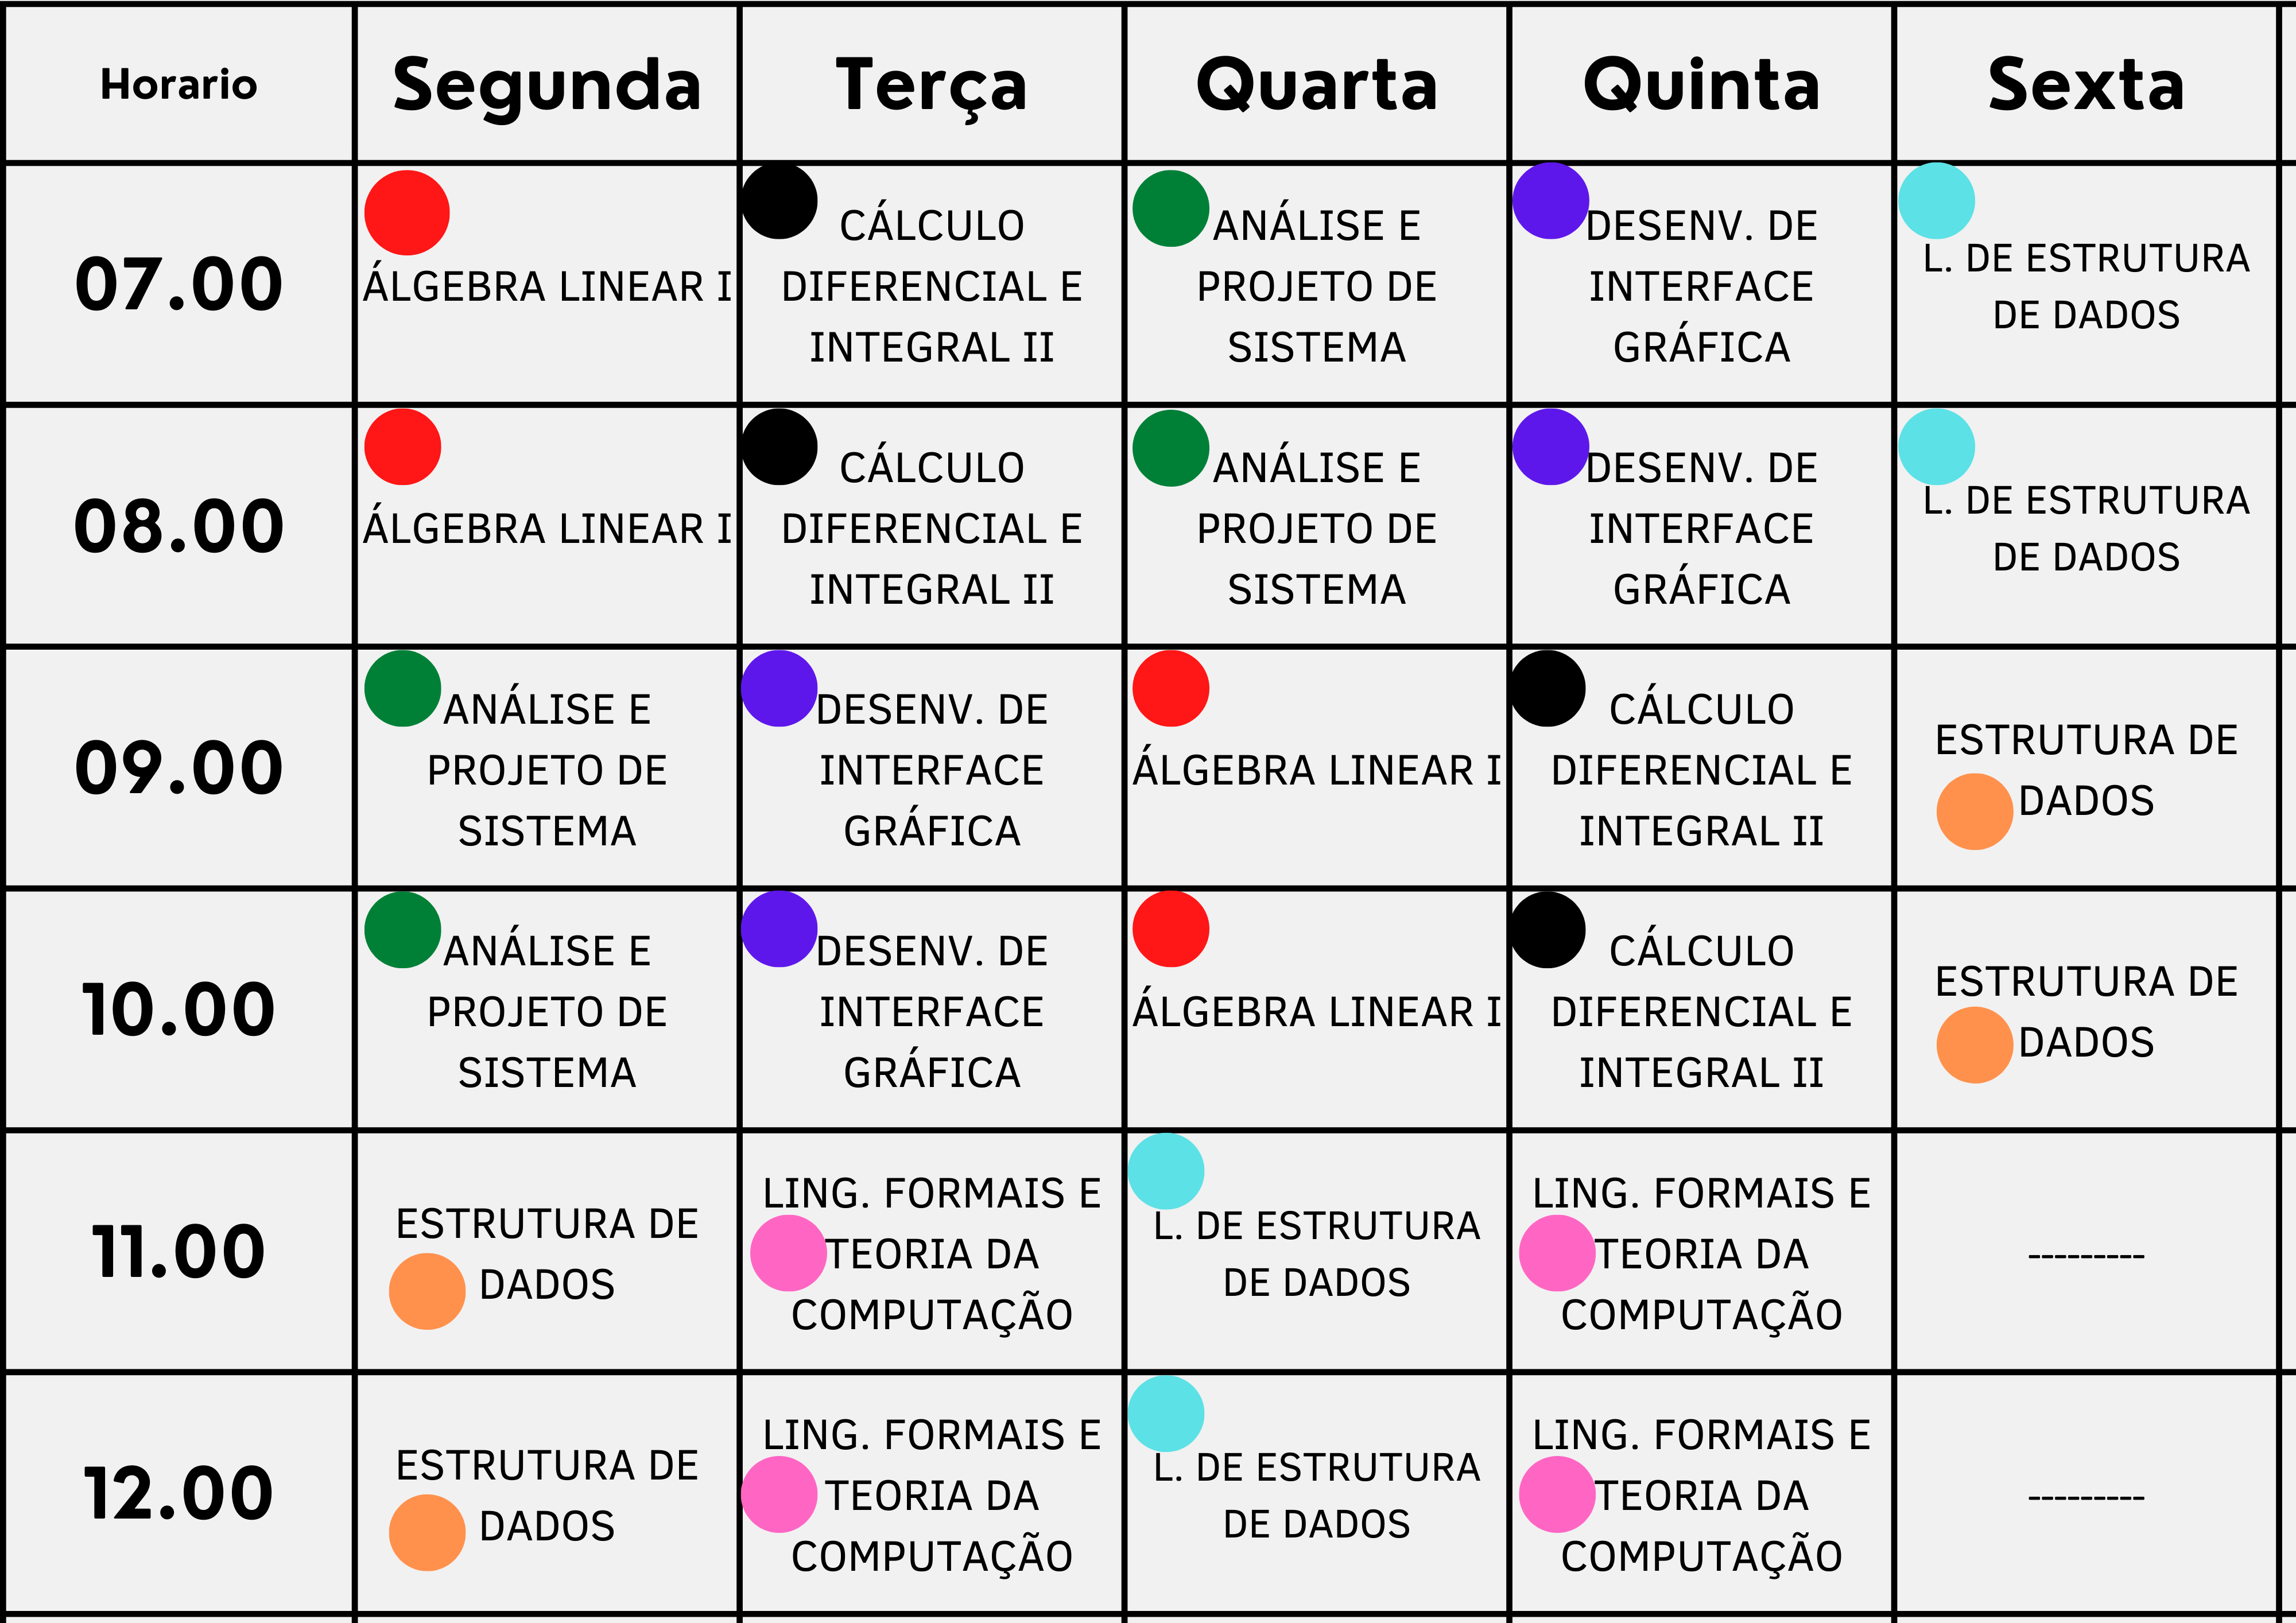 Horario Segunda Terça Quarta Quinta Sexta
07.00
ÁLGEBRA LINEAR I
CÁLCULO
DIFERENCIAL E
INTEGRAL II
ANÁLISE E
PROJETO DE
SISTEMA
DESENV. DE
INTERFACE
GRÁFICA
L. DE ESTRUTURA
DE DADOS
08.00
ÁLGEBRA LINEAR I
CÁLCULO
DIFERENCIAL E
INTEGRAL II
ANÁLISE E
PROJETO DE
SISTEMA
DESENV. DE
INTERFACE
GRÁFICA
L. DE ESTRUTURA
DE DADOS
09.00
ANÁLISE E
PROJETO DE
SISTEMA
DESENV. DE
INTERFACE
GRÁFICA
ÁLGEBRA LINEAR I
CÁLCULO
DIFERENCIAL E
INTEGRAL II
ESTRUTURA DE
DADOS
10.00
ANÁLISE E
PROJETO DE
SISTEMA
DESENV. DE
INTERFACE
GRÁFICA
ÁLGEBRA LINEAR I
CÁLCULO
DIFERENCIAL E
INTEGRAL II
ESTRUTURA DE
DADOS
11.00
ESTRUTURA DE
DADOS
LING. FORMAIS E
TEORIA DA
COMPUTAÇÃO
L. DE ESTRUTURA
DE DADOS
LING. FORMAIS E
TEORIA DA
COMPUTAÇÃO
---------
12.00
ESTRUTURA DE
DADOS
LING. FORMAIS E
TEORIA DA
COMPUTAÇÃO
L. DE ESTRUTURA
DE DADOS
LING. FORMAIS E
TEORIA DA
COMPUTAÇÃO
---------